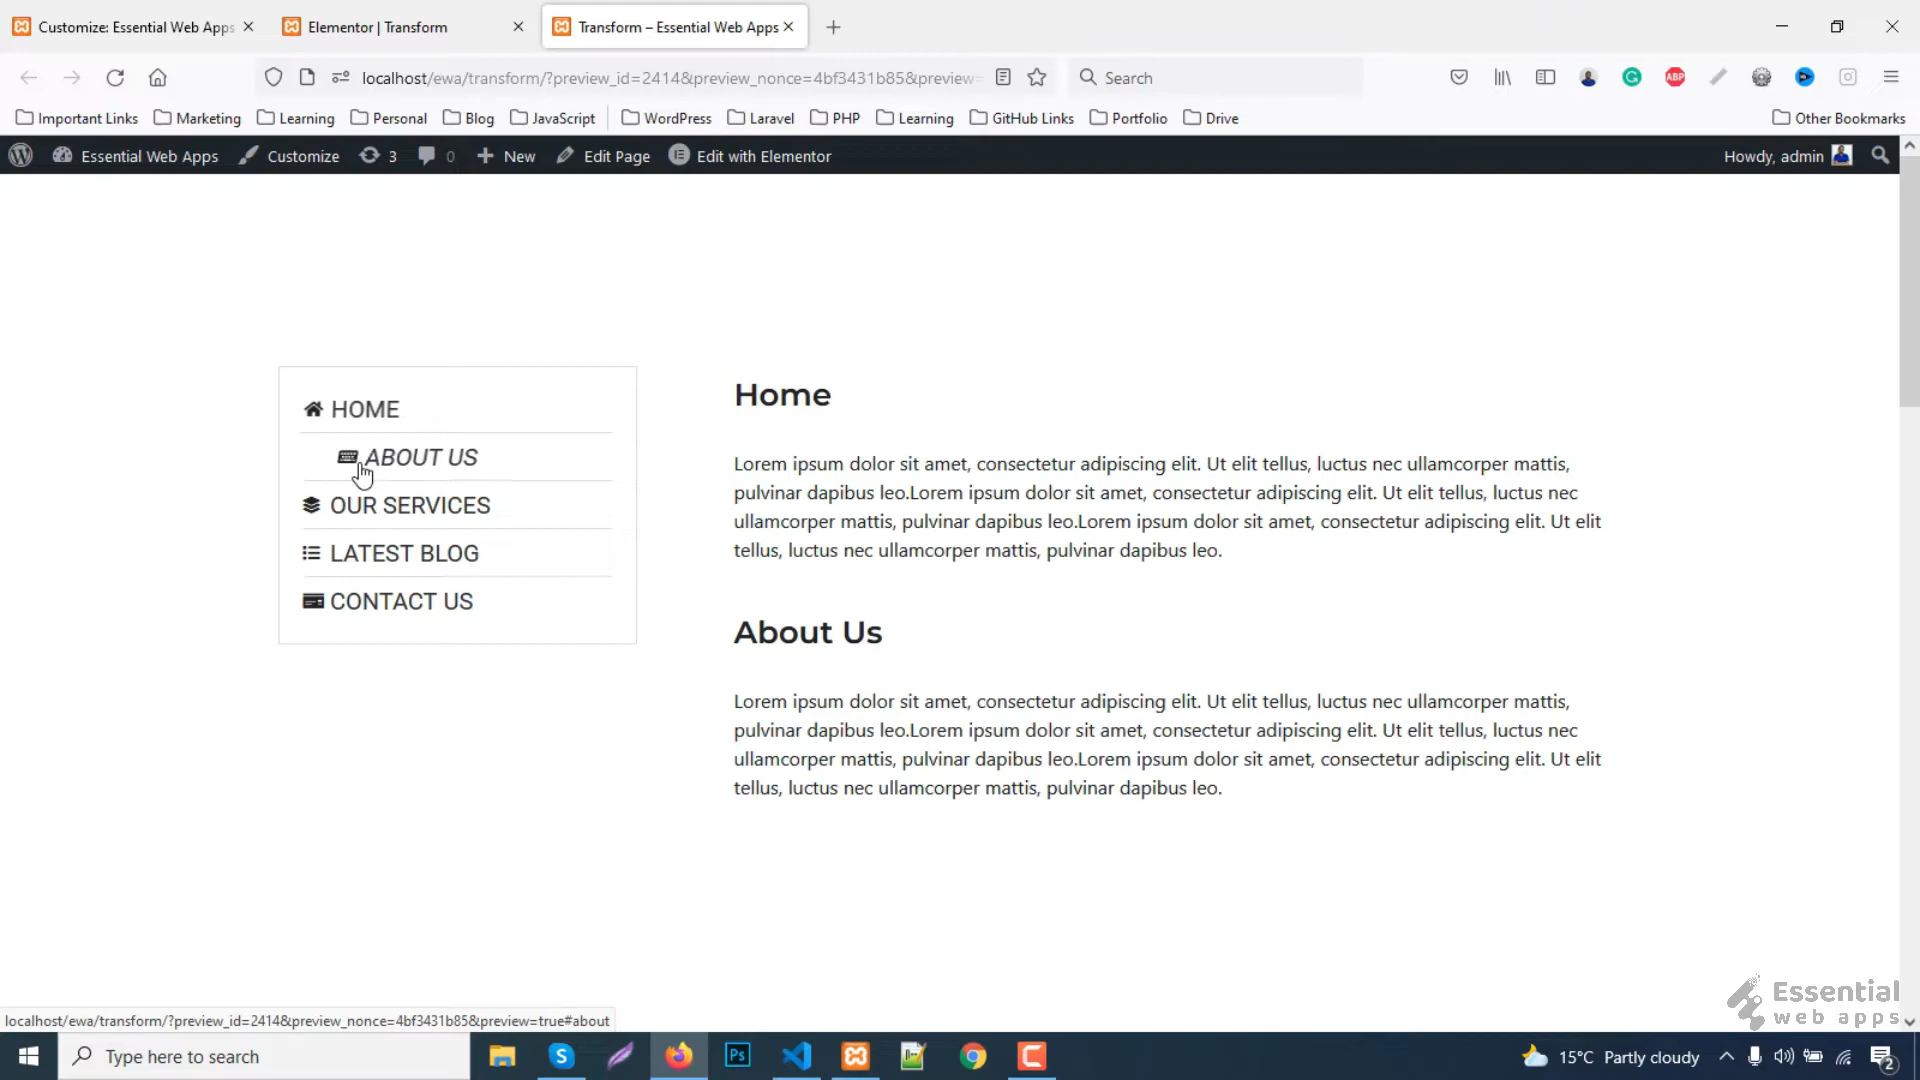 Customize: Essential Web Apps
Elementor | Transform
Transform – Essential Web Apps
localhost/ewa/transform/?preview_id=2414&preview_nonce=4bf3431b85&preview=
Search
ABP
Important Links
Marketing
Learning
Personal
Blog
JavaScript
WordPress
Laravel
PHP
Learning
GitHub Links
Portfolio
Drive
Other Bookmarks
Essential Web Apps
Customize
3
0
New
Edit Page
Edit with Elementor
Howdy, admin
HOME
ABOUT US
OUR SERVICES
LATEST BLOG
CONTACT US
Home
Lorem ipsum dolor sit amet, consectetur adipiscing elit. Ut elit tellus, luctus nec ullamcorper mattis,
pulvinar dapibus leo.Lorem ipsum dolor sit amet, consectetur adipiscing elit. Ut elit tellus, luctus nec
ullamcorper mattis, pulvinar dapibus leo.Lorem ipsum dolor sit amet, consectetur adipiscing elit. Ut elit
tellus, luctus nec ullamcorper mattis, pulvinar dapibus leo.
About Us
Lorem ipsum dolor sit amet, consectetur adipiscing elit. Ut elit tellus, luctus nec ullamcorper mattis,
pulvinar dapibus leo.Lorem ipsum dolor sit amet, consectetur adipiscing elit. Ut elit tellus, luctus nec
ullamcorper mattis, pulvinar dapibus leo.Lorem ipsum dolor sit amet, consectetur adipiscing elit. Ut elit
tellus, luctus nec ullamcorper mattis, pulvinar dapibus leo.
Essential
web apps
localhost/ewa/transform/?preview_id=2414&preview_nonce=4bf3431b85&preview=true#about
Type here to search
S
Ps
C
15°C Partly cloudy
2